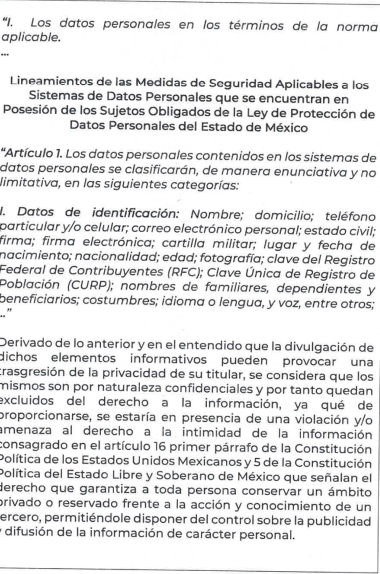 “I. Los datos personales en los términos de la norma
aplicable.
...
Lineamientos de las Medidas de Seguridad Aplicables a los
Sistemas de Datos Personales que se encuentran en
Posesión de los Sujetos Obligados de la Ley de Protección de
Datos Personales del Estado de México
“Artículo 1. Los datos personales contenidos en los sistemas de
datos personales se clasificarán, de manera enunciativa y no
limitativa, en las siguientes categorías:
I. Datos de identificación: Nombre; domicilio; teléfono
particular y/o celular; correo electrónico personal; estado civil;
firma; firma electrónica; cartilla militar; lugar y fecha de
nacimiento; nacionalidad; edad; fotografía; clave del Registro
Federal de Contribuyentes (RFC); Clave Única de Registro de
Población (CURP); nombres de familiares, dependientes y
beneficiarios; costumbres; idioma o lengua, y voz, entre otros;
...”
Derivado de lo anterior y en el entendido que la divulgación de
dichos elementos informativos pueden provocar una
trasgresión de la privacidad de su titular, se considera que los
mismos son por naturaleza confidenciales y por tanto quedan
excluidos del derecho a la información, ya qué de
proporcionarse, se estaría en presencia de una violación y/o
amenaza al derecho a la intimidad de la información
consagrado en el artículo 16 primer párrafo de la Constitución
Política de los Estados Unidos Mexicanos y 5 de la Constitución
Política del Estado Libre y Soberano de México que señalan el
derecho que garantiza a toda persona conservar un ámbito
privado o reservado frente a la acción y conocimiento de un
tercero, permitiéndole disponer del control sobre la publicidad
y difusión de la información de carácter personal.